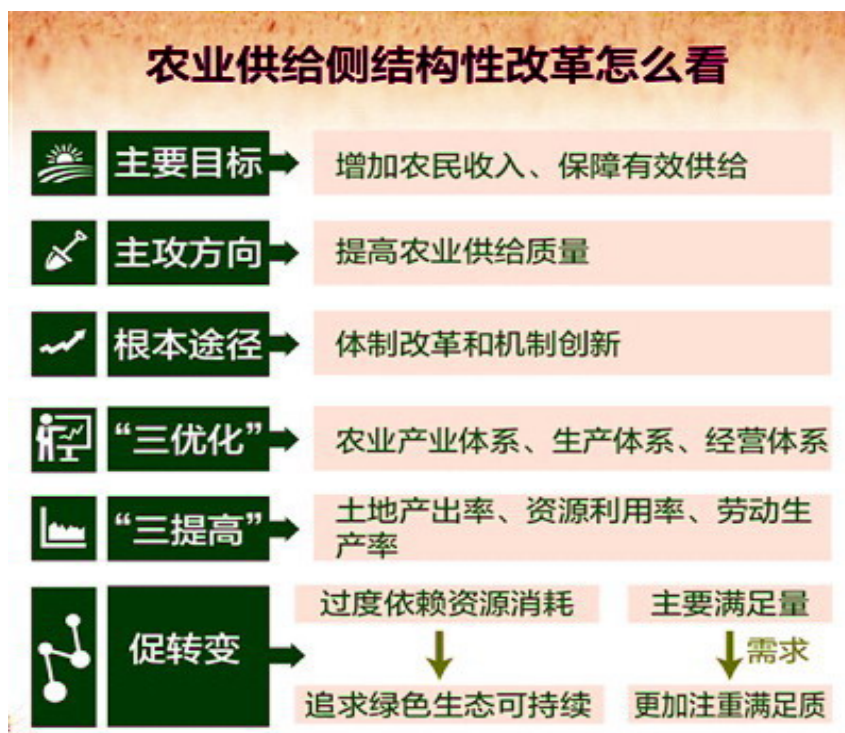 农业供给侧结构性改革怎么看
主要目标
增加农民收入、保障有效供给
主攻方向
提高农业供给质量
根本途径
体制改革和机制创新
“三优化”
农业产业体系、生产体系、经营体系
“三提高”
土地产出率、资源利用率、劳动生
产率
促转变
过度依赖资源消耗
追求绿色生态可持续
主要满足量
需求
更加注重满足质